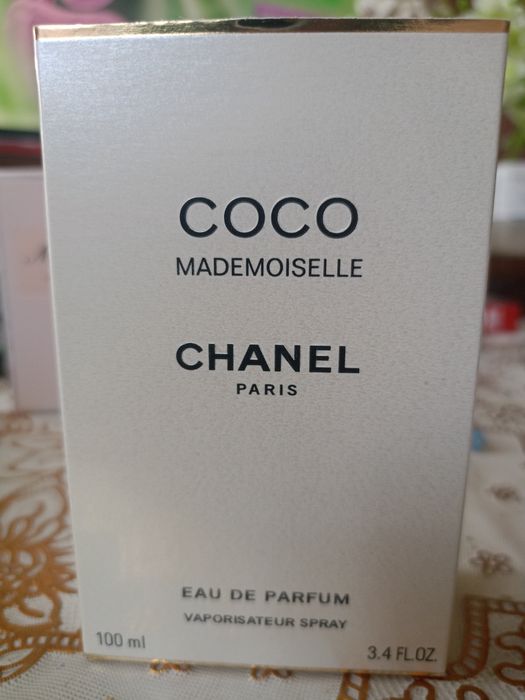 COCO
MADEMOISELLE
CHANEL
PARIS
EAU DE PARFUM
VAPORISATEUR SPRAY
100 ml
3.4 FL.OZ.